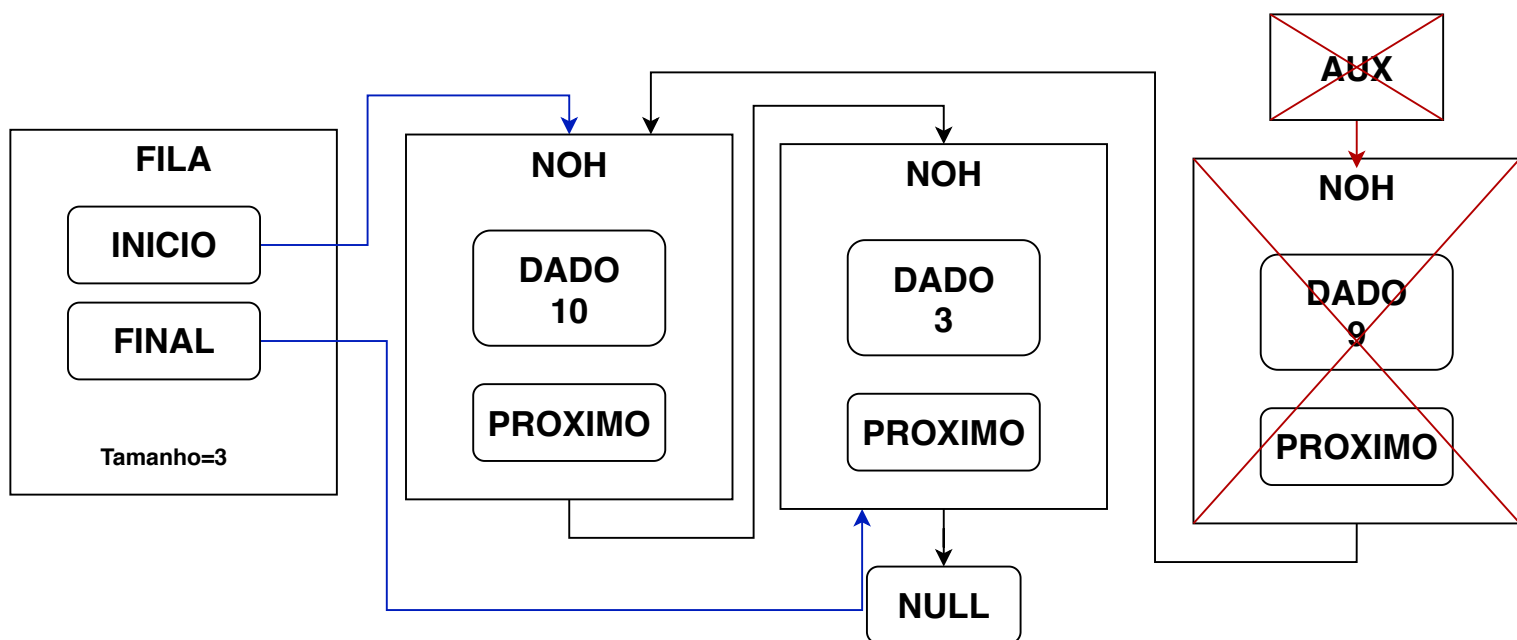 FILA
INICIO
FINAL
Tamanho=3
NOH
DADO
10
PROXIMO
NOH
DADO
3
PROXIMO
NULL
AUX
NOH
DADO
9
PROXIMO